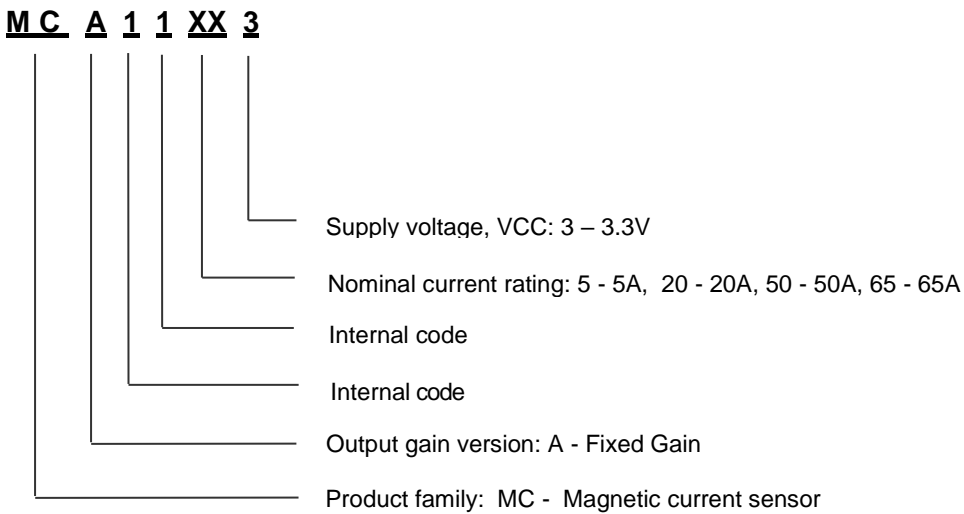 MC A 1 1 XX 3
Supply voltage, VCC: 3 – 3.3V
Nominal current rating: 5 - 5A, 20 - 20A, 50 - 50A, 65 - 65A
Internal code
Internal code
Output gain version: A - Fixed Gain
Product family: MC - Magnetic current sensor